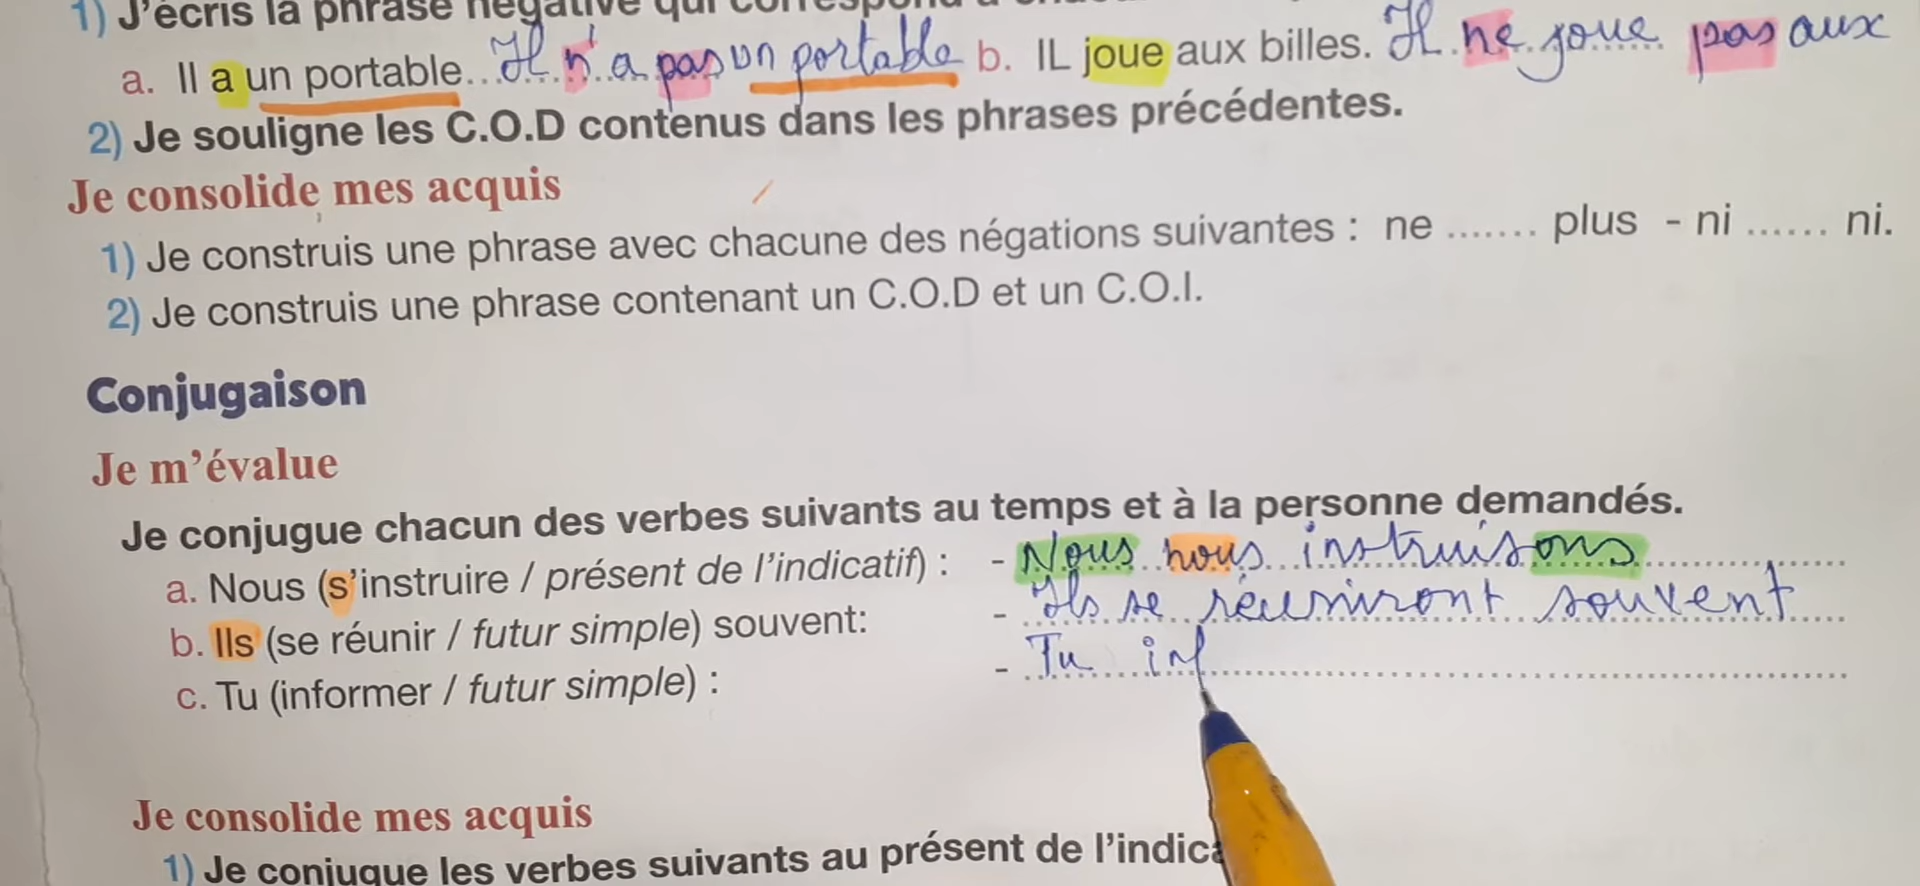 1) J'écris la phrase négative qui
a. Il a un portable... Il n'a pas un portable b. IL joue aux billes. Il ne joue pas aux
2) Je souligne les C.O.D contenus dans les phrases précédentes.
Je consolide mes acquis
1) Je construis une phrase avec chacune des négations suivantes : ne ....... plus - ni ...... ni.
2) Je construis une phrase contenant un C.O.D et un C.O.I.
Conjugaison
Je m'évalue
Je conjugue chacun des verbes suivants au temps et à la personne demandés.
a. Nous (s'instruire / présent de l'indicatif) : - Nous nous instruisons
b. Ils (se réunir / futur simple) souvent: - Ils se réuniront souvent
c. Tu (informer / futur simple) : - Tu inf
Je consolide mes acquis
1) Je conjugue les verbes suivants au présent de l'indica